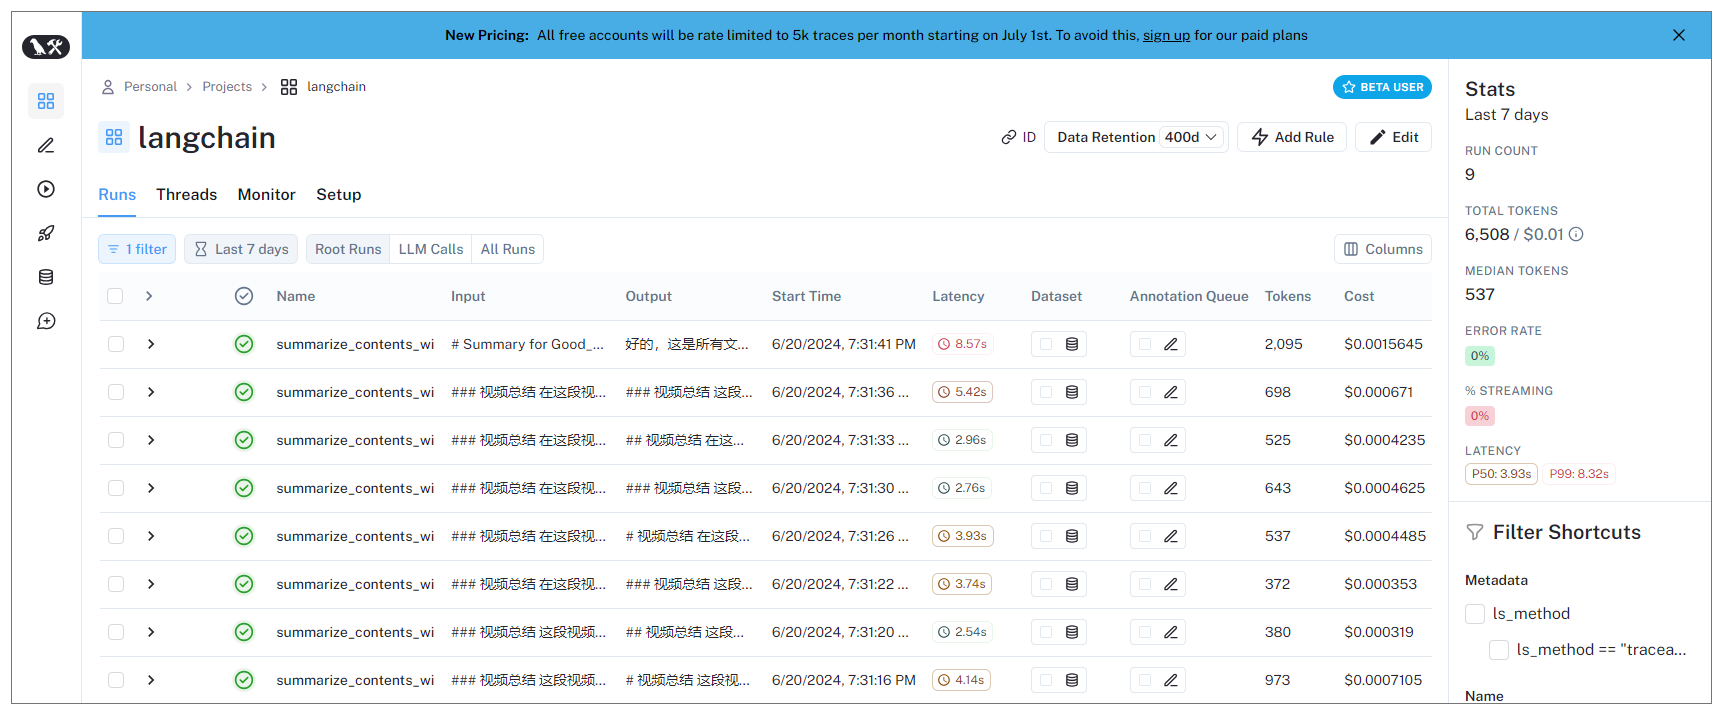 New Pricing: All free accounts will be rate limited to 5k traces per month starting on July 1st. To avoid this, sign up for our paid plans
Personal > Projects > langchain
BETA USER
langchain
ID
Data Retention 400d
Add Rule
Edit
Runs Threads Monitor Setup
1 filter Last 7 days Root Runs LLM Calls All Runs Columns
Name Input Output Start Time Latency Dataset Annotation Queue Tokens Cost
summarize_contents_wi # Summary for Good_... 好的，这是所有文... 6/20/2024, 7:31:41 PM 8.57s 2,095 $0.0015645
summarize_contents_wi ### 视频总结 在这段视... ### 视频总结 这段... 6/20/2024, 7:31:36 ... 5.42s 698 $0.000671
summarize_contents_wi ### 视频总结 在这段视... ## 视频总结 在这... 6/20/2024, 7:31:33 ... 2.96s 525 $0.0004235
summarize_contents_wi ### 视频总结 在这段视... ### 视频总结 这段... 6/20/2024, 7:31:30 ... 2.76s 643 $0.0004625
summarize_contents_wi ### 视频总结 在这段视... # 视频总结 在这段... 6/20/2024, 7:31:26 ... 3.93s 537 $0.0004485
summarize_contents_wi ### 视频总结 在这段视... ### 视频总结 这段... 6/20/2024, 7:31:22 ... 3.74s 372 $0.000353
summarize_contents_wi ### 视频总结 这段视频... ## 视频总结 这段... 6/20/2024, 7:31:20 ... 2.54s 380 $0.000319
summarize_contents_wi ### 视频总结 这段视频... # 视频总结 这段视... 6/20/2024, 7:31:16 PM 4.14s 973 $0.0007105
Stats
Last 7 days
RUN COUNT
9
TOTAL TOKENS
6,508 / $0.01
MEDIAN TOKENS
537
ERROR RATE
0%
% STREAMING
0%
LATENCY
P50: 3.93s P99: 8.32s
Filter Shortcuts
Metadata
ls_method
ls_method == "tracea...
Name